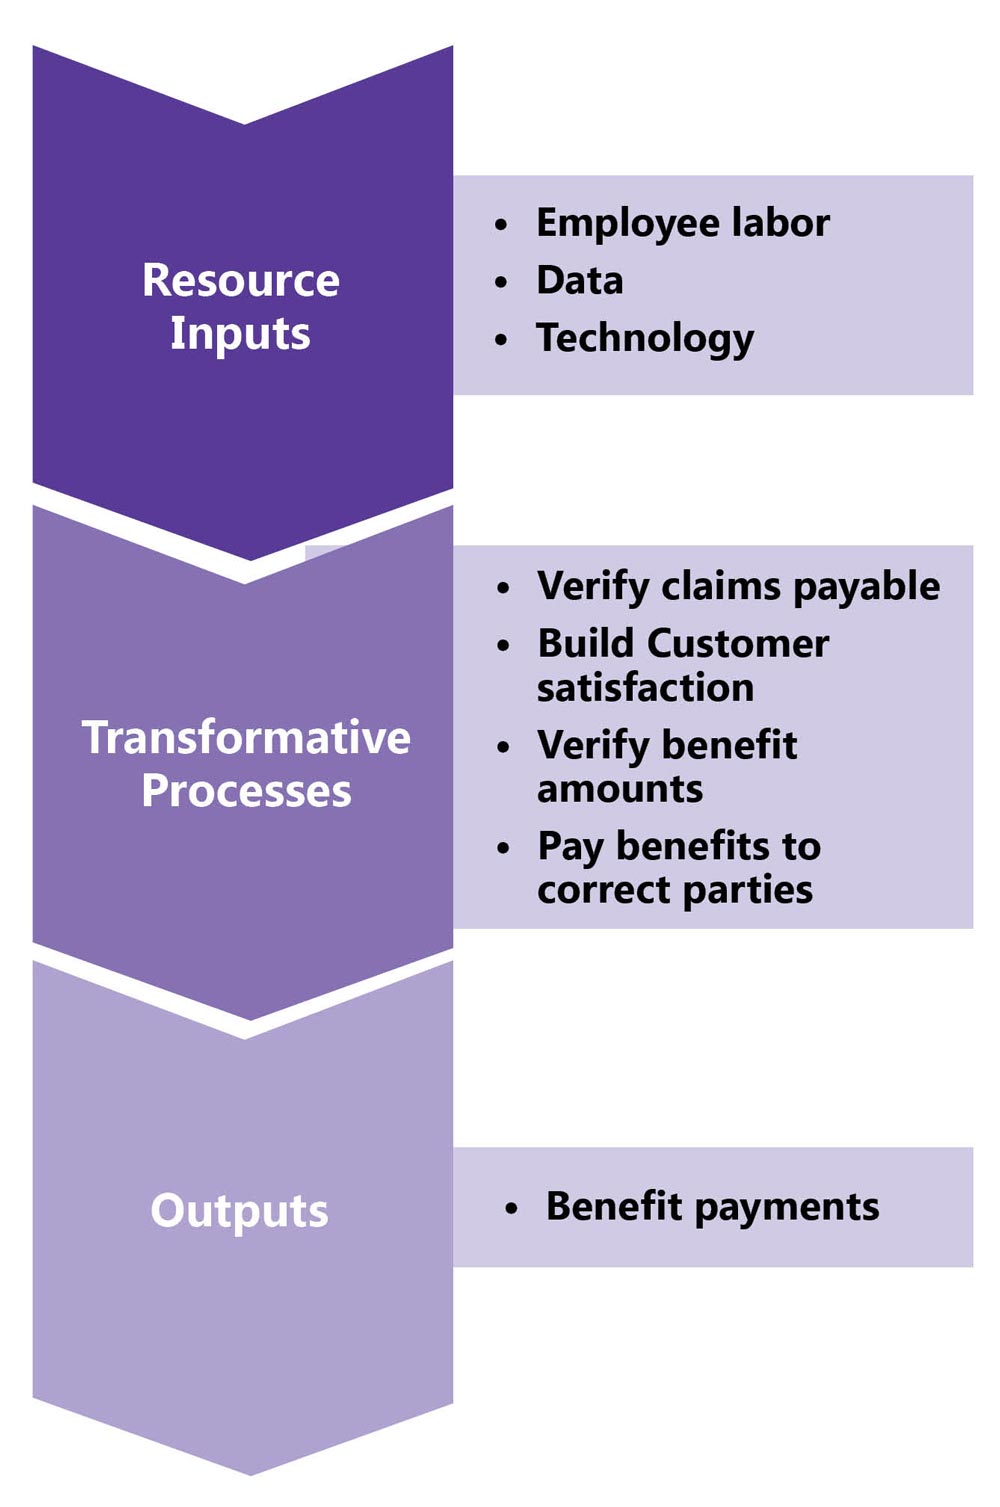 Resource
Inputs
• Employee labor
• Data
• Technology
Transformative
Processes
• Verify claims payable
• Build Customer
satisfaction
• Verify benefit
amounts
• Pay benefits to
correct parties
Outputs
• Benefit payments